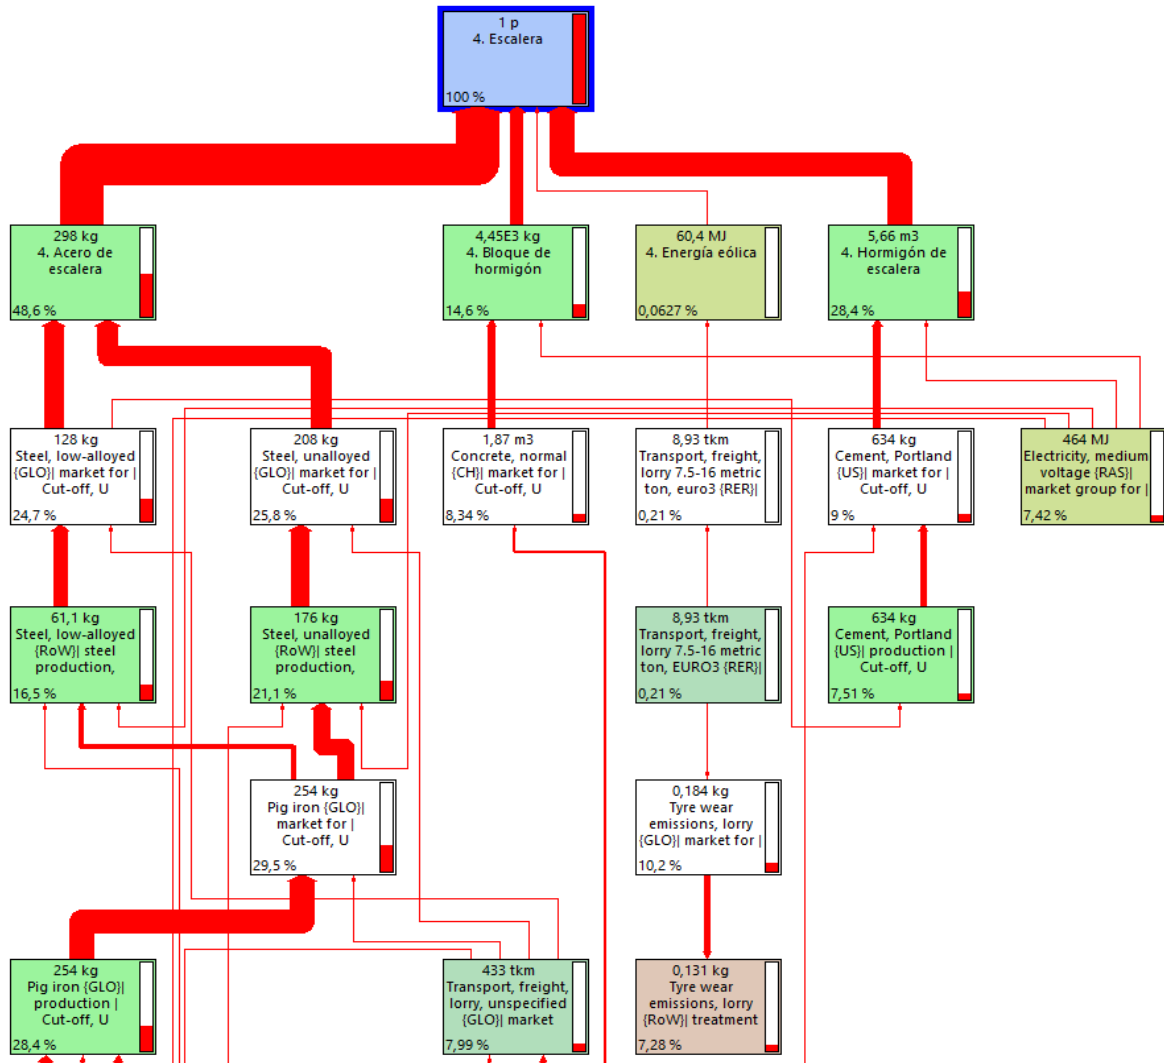 1 p
4. Escalera
100 %
298 kg
4. Acero de
escalera
48,6 %
4,45E3 kg
4. Bloque de
hormigón
14,6 %
60,4 MJ
4. Energía eólica
0,0627 %
5,66 m3
4. Hormigón de
escalera
28,4 %
128 kg
Steel, low-alloyed
{GLO}| market for |
Cut-off, U
24,7 %
208 kg
Steel, unalloyed
{GLO}| market for |
Cut-off, U
25,8 %
1,87 m3
Concrete, normal
{CH}| market for |
Cut-off, U
8,34 %
8,93 tkm
Transport, freight,
lorry 7.5-16 metric
ton, euro3 {RER}|
0,21 %
634 kg
Cement, Portland
{US}| market for |
Cut-off, U
9 %
464 MJ
Electricity, medium
voltage {RAS}|
market group for |
7,42 %
61,1 kg
Steel, low-alloyed
{RoW}| steel
production,
16,5 %
176 kg
Steel, unalloyed
{RoW}| steel
production,
21,1 %
8,93 tkm
Transport, freight,
lorry 7.5-16 metric
ton, EURO3 {RER}|
0,21 %
634 kg
Cement, Portland
{US}| production |
Cut-off, U
7,51 %
254 kg
Pig iron {GLO}|
market for |
Cut-off, U
29,5 %
0,184 kg
Tyre wear
emissions, lorry
{GLO}| market for |
10,2 %
254 kg
Pig iron {GLO}|
production |
Cut-off, U
28,4 %
433 tkm
Transport, freight,
lorry, unspecified
{GLO}| market
7,99 %
0,131 kg
Tyre wear
emissions, lorry
{RoW}| treatment
7,28 %